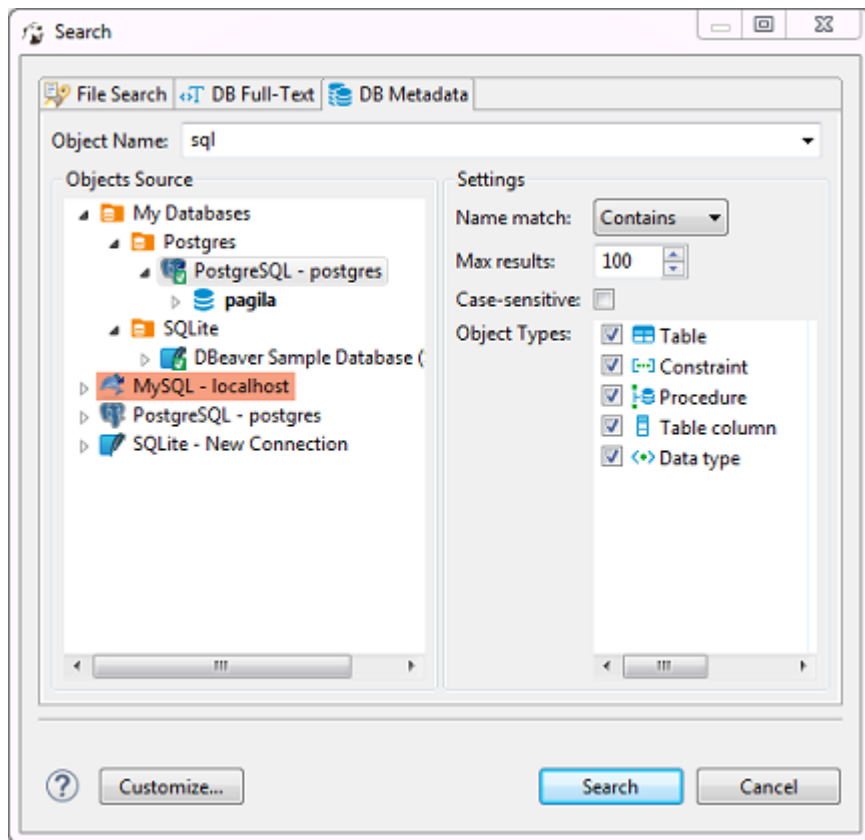 Search
File Search DB Full-Text DB Metadata
Object Name: sql
Objects Source
My Databases
Postgres
PostgreSQL - postgres
pagila
SQLite
DBeaver Sample Database (
MySQL - localhost
PostgreSQL - postgres
SQLite - New Connection
Settings
Name match: Contains
Max results: 100
Case-sensitive:
Object Types: Table
Constraint
Procedure
Table column
Data type
Customize... Search Cancel